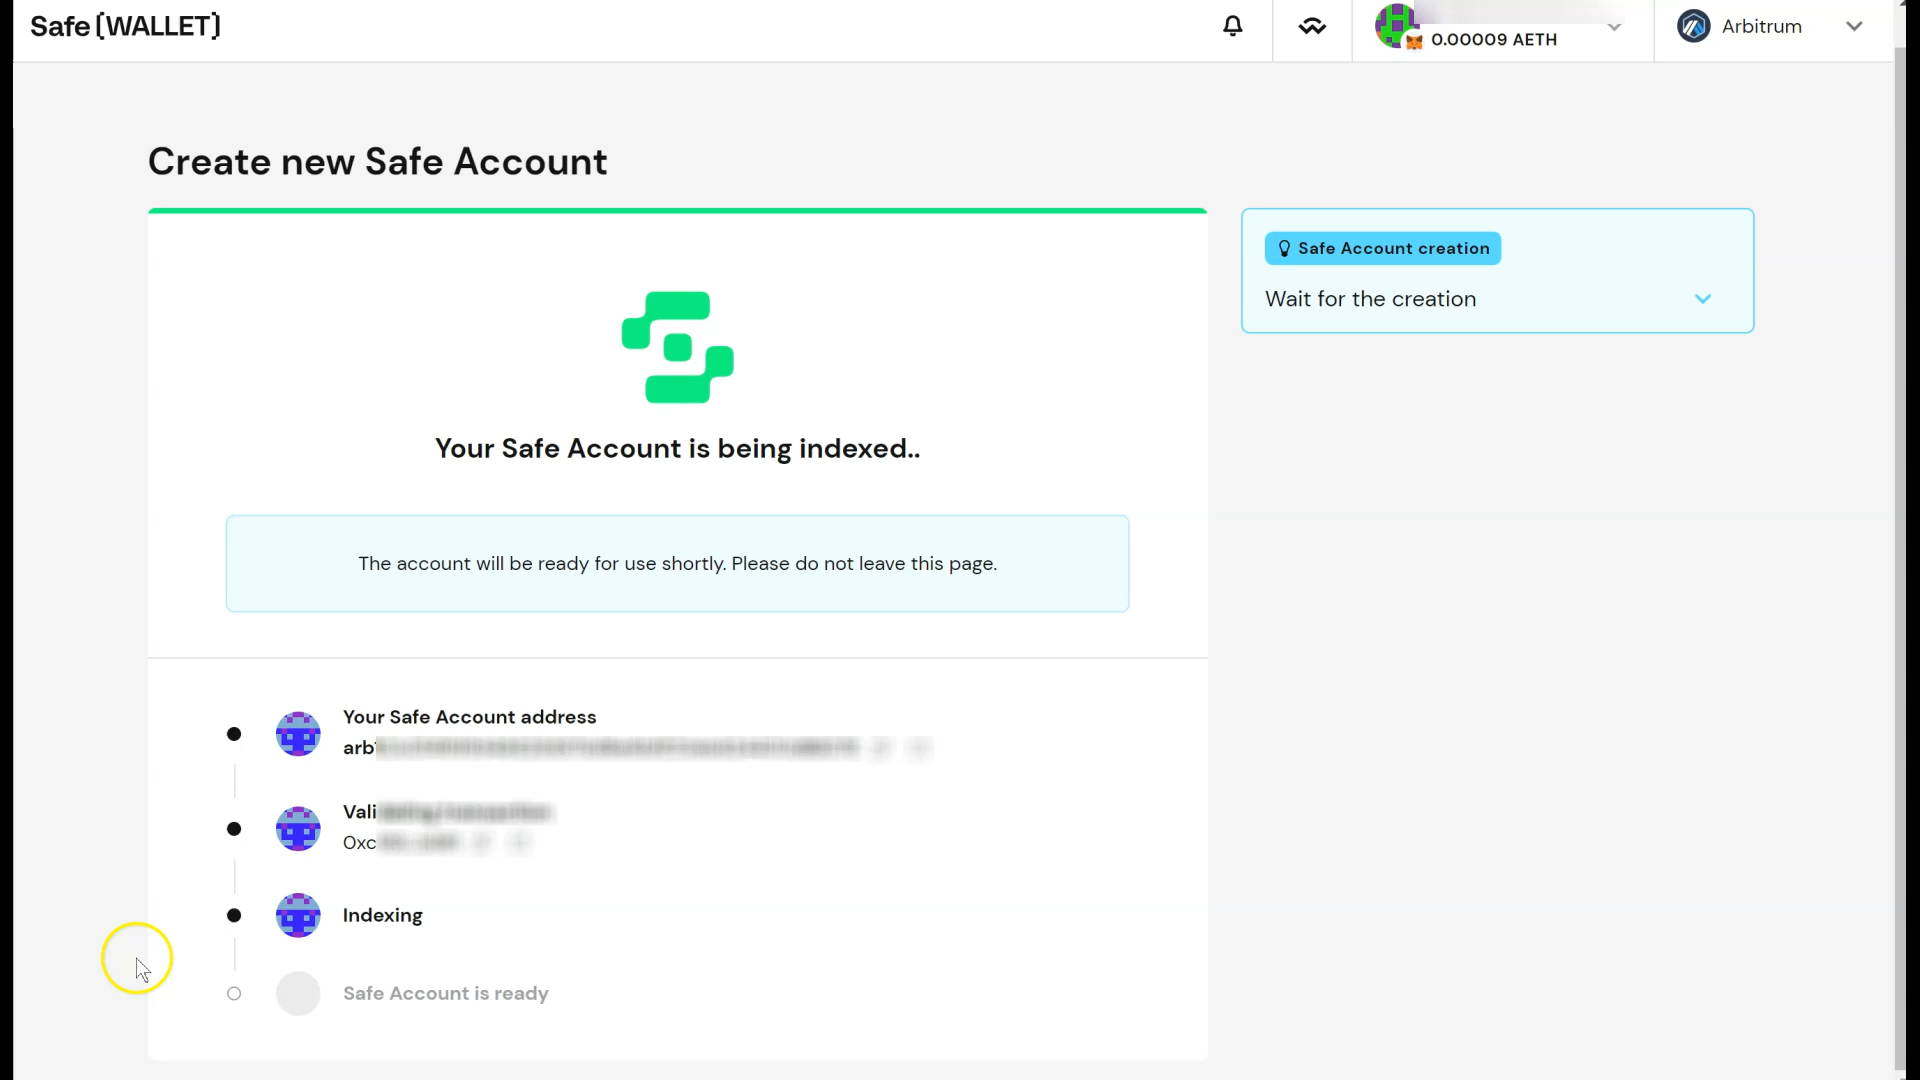 Safe{WALLET}
0.00009 AETH
Arbitrum
Create new Safe Account
Your Safe Account is being indexed..
The account will be ready for use shortly. Please do not leave this page.
Safe Account creation
Wait for the creation
Your Safe Account address
arb
Vali
0xc
Indexing
Safe Account is ready